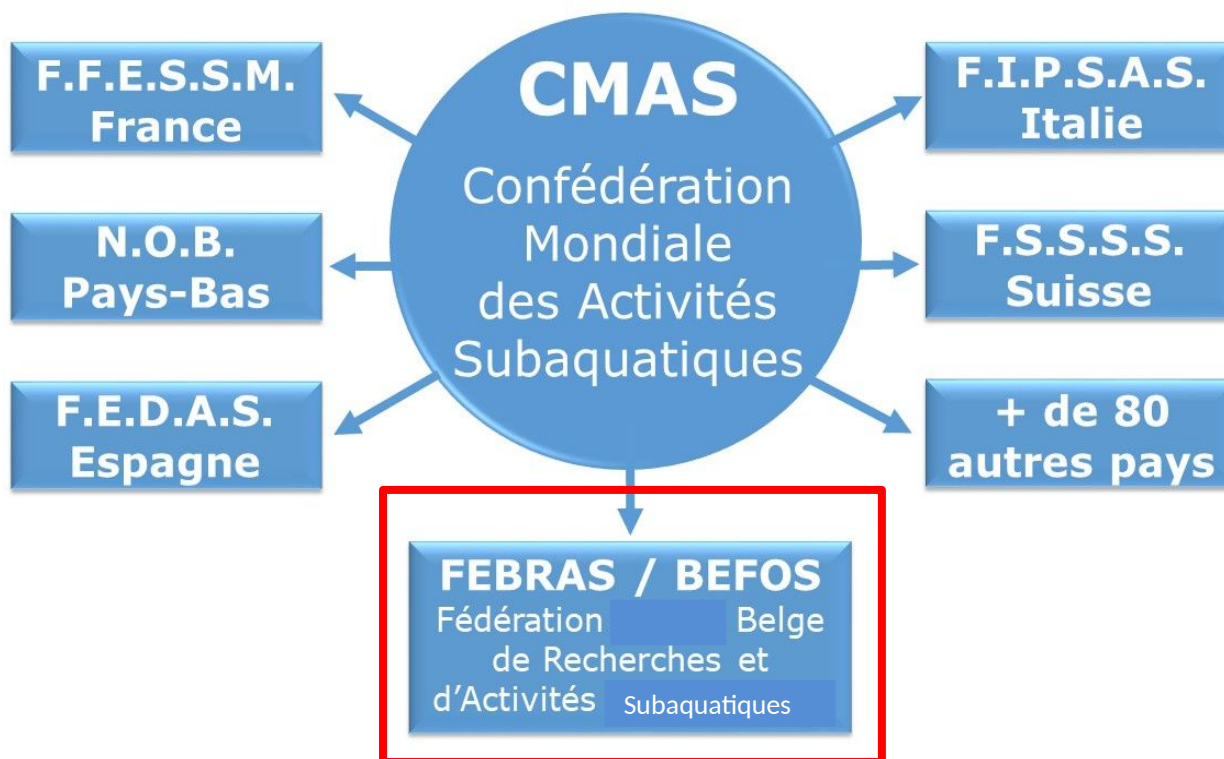 F.F.E.S.S.M.
France
N.O.B.
Pays-Bas
F.E.D.A.S.
Espagne
CMAS
Confédération
Mondiale
des Activités
Subaquatiques
F.I.P.S.A.S.
Italie
F.S.S.S.S.
Suisse
+ de 80
autres pays
FEBRAS / BEFOS
Fédération Belge
de Recherches et
d'Activités Subaquatiques